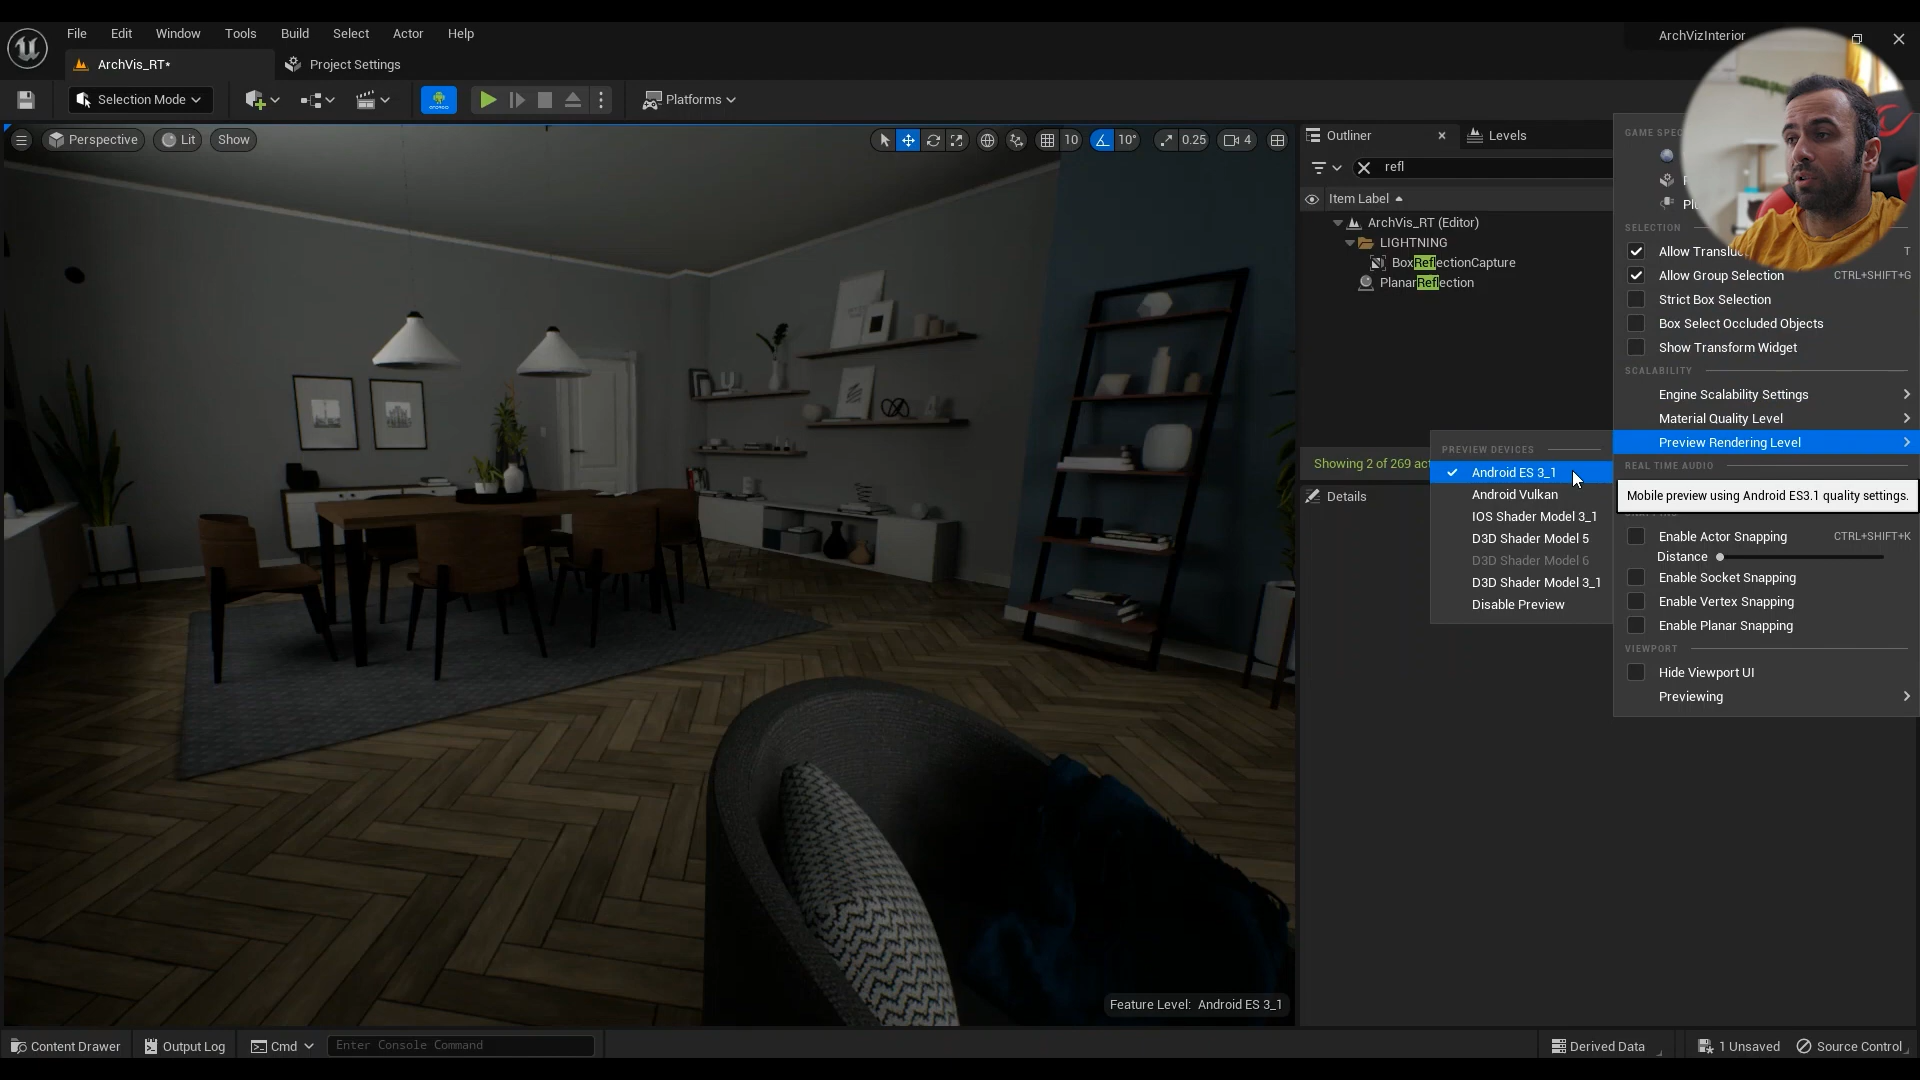 File Edit Window Tools Build Select Actor Help
ArchVizInterior
ArchVis_RT*
Project Settings
Selection Mode
Platforms
Perspective
Lit
Show
10
10°
0.25
4
Outliner
Levels
refl
Item Label
ArchVis_RT (Editor)
LIGHTNING
BoxReflectionCapture
PlanarReflection
Showing 2 of 269
Details
SELECTION
T
Allow Group Selection CTRL+SHIFT+G
Strict Box Selection
Box Select Occluded Objects
Show Transform Widget
SCALABILITY
Engine Scalability Settings
Material Quality Level
Preview Rendering Level
REAL TIME AUDIO
Mobile preview using Android ES3.1 quality settings.
Enable Actor Snapping CTRL+SHIFT+K
Distance
Enable Socket Snapping
Enable Vertex Snapping
Enable Planar Snapping
VIEWPORT
Hide Viewport UI
Previewing
PREVIEW DEVICES
Android ES 3_1
Android Vulkan
IOS Shader Model 3_1
D3D Shader Model 5
D3D Shader Model 6
D3D Shader Model 3_1
Disable Preview
Feature Level: Android ES 3_1
Content Drawer
Output Log
Cmd
Enter Console Command
Derived Data
1 Unsaved
Source Control